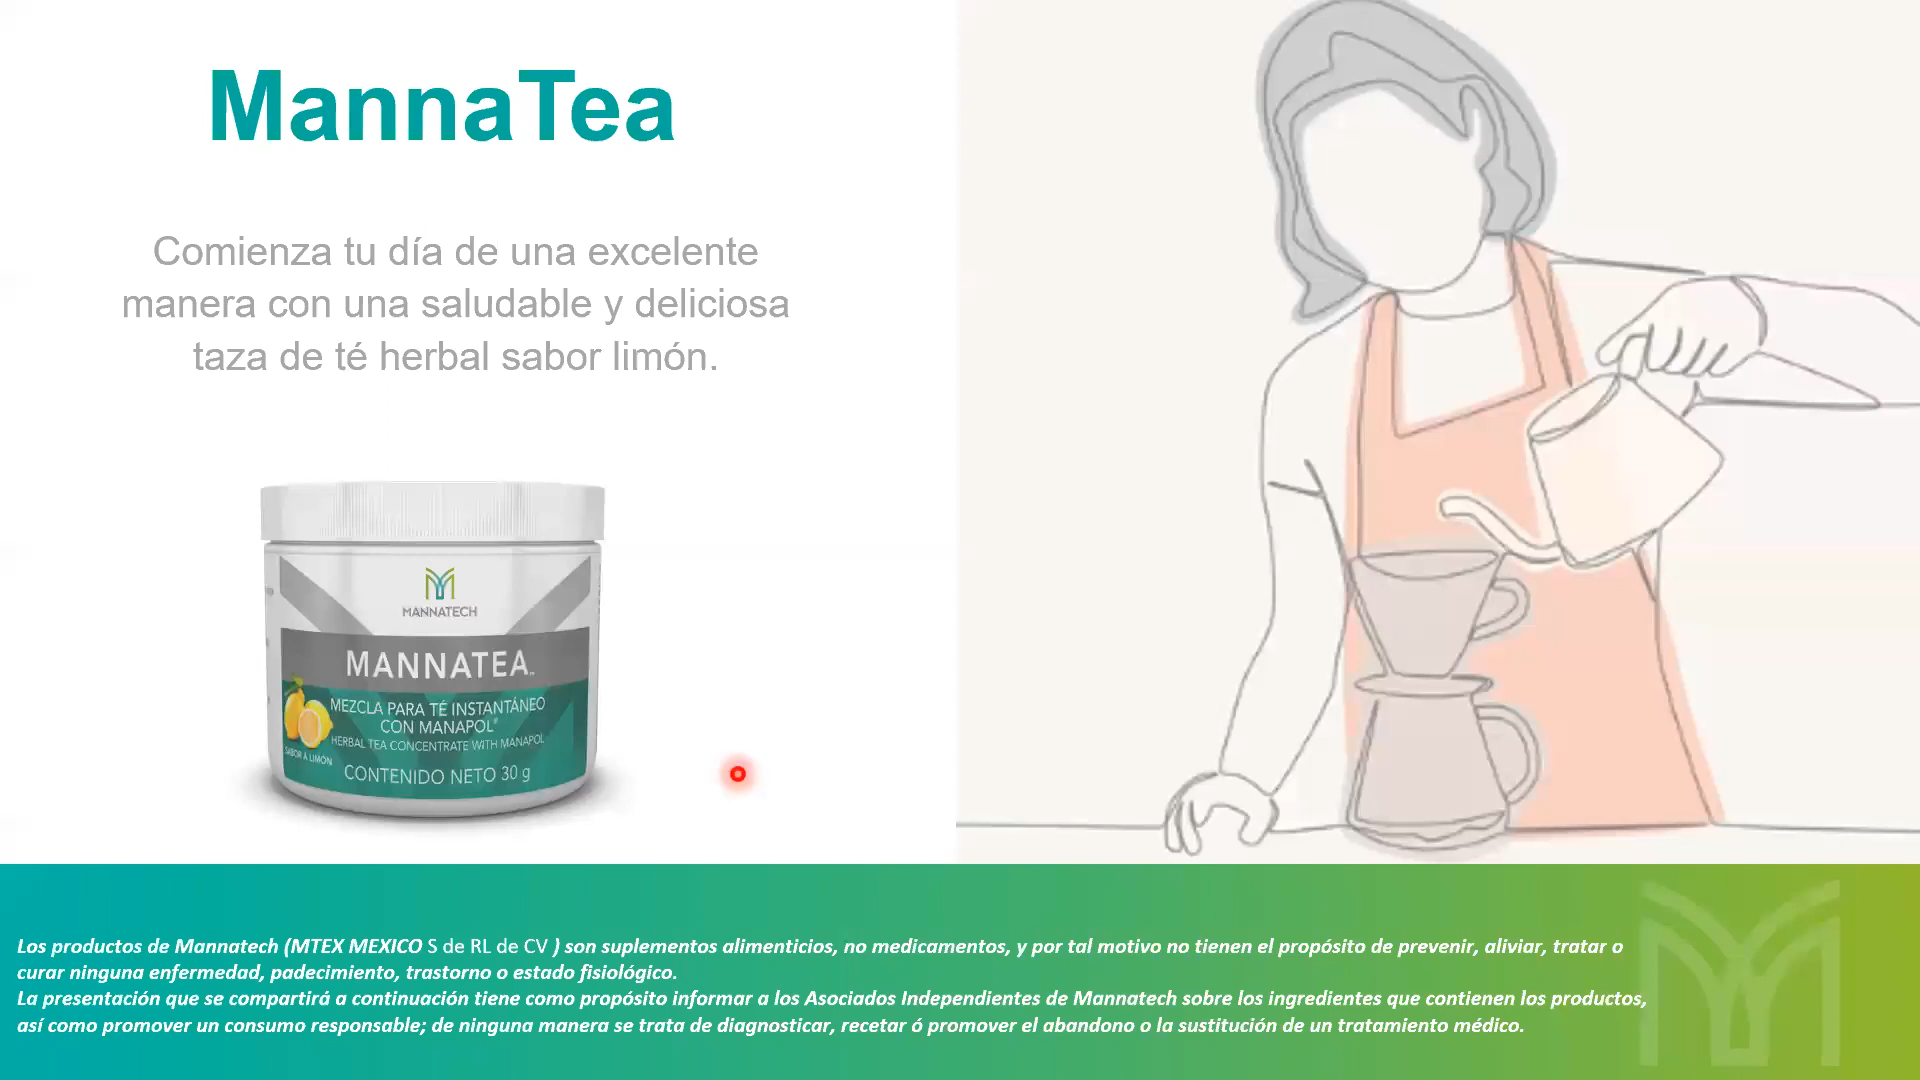 MannaTea
Comienza tu día de una excelente
manera con una saludable y deliciosa
taza de té herbal sabor limón.
MANNATECH
MANNATEA™
MEZCLA PARA TÉ INSTANTÁNEO
CON MANAPOL®
HERBAL TEA CONCENTRATE WITH MANAPOL
SABOR A LIMÓN
CONTENIDO NETO 30 g
Los productos de Mannatech (MTEX MEXICO S de RL de CV ) son suplementos alimenticios, no medicamentos, y por tal motivo no tienen el propósito de prevenir, aliviar, tratar o
curar ninguna enfermedad, padecimiento, trastorno o estado fisiológico.
La presentación que se compartirá a continuación tiene como propósito informar a los Asociados Independientes de Mannatech sobre los ingredientes que contienen los productos,
así como promover un consumo responsable; de ninguna manera se trata de diagnosticar, recetar ó promover el abandono o la sustitución de un tratamiento médico.